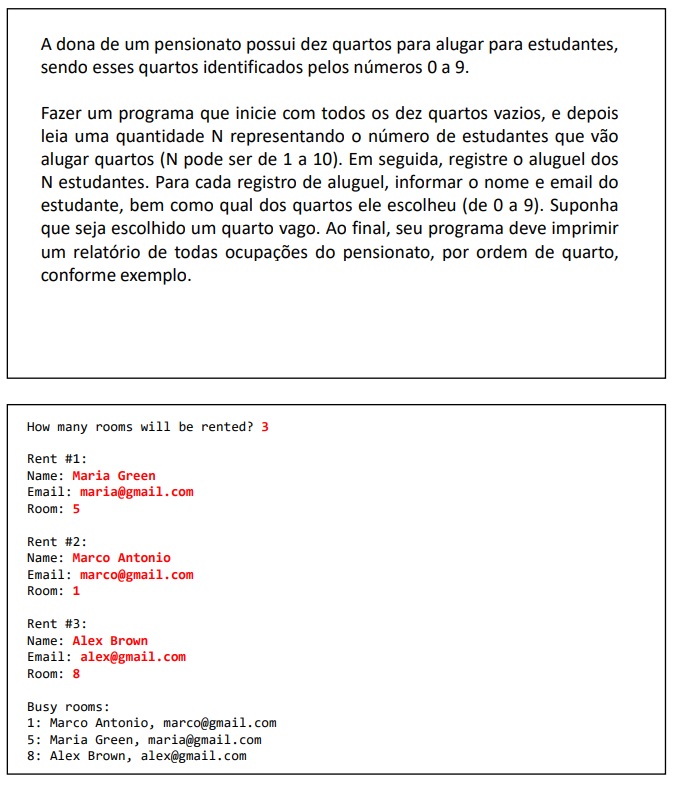 A dona de um pensionato possui dez quartos para alugar para estudantes,
sendo esses quartos identificados pelos números 0 a 9.
Fazer um programa que inicie com todos os dez quartos vazios, e depois
leia uma quantidade N representando o número de estudantes que vão
alugar quartos (N pode ser de 1 a 10). Em seguida, registre o aluguel dos
N estudantes. Para cada registro de aluguel, informar o nome e email do
estudante, bem como qual dos quartos ele escolheu (de 0 a 9). Suponha
que seja escolhido um quarto vago. Ao final, seu programa deve imprimir
um relatório de todas ocupações do pensionato, por ordem de quarto,
conforme exemplo.
How many rooms will be rented? 3
Rent #1:
Name: Maria Green
Email: maria@gmail.com
Room: 5
Rent #2:
Name: Marco Antonio
Email: marco@gmail.com
Room: 1
Rent #3:
Name: Alex Brown
Email: alex@gmail.com
Room: 8
Busy rooms:
1: Marco Antonio, marco@gmail.com
5: Maria Green, maria@gmail.com
8: Alex Brown, alex@gmail.com